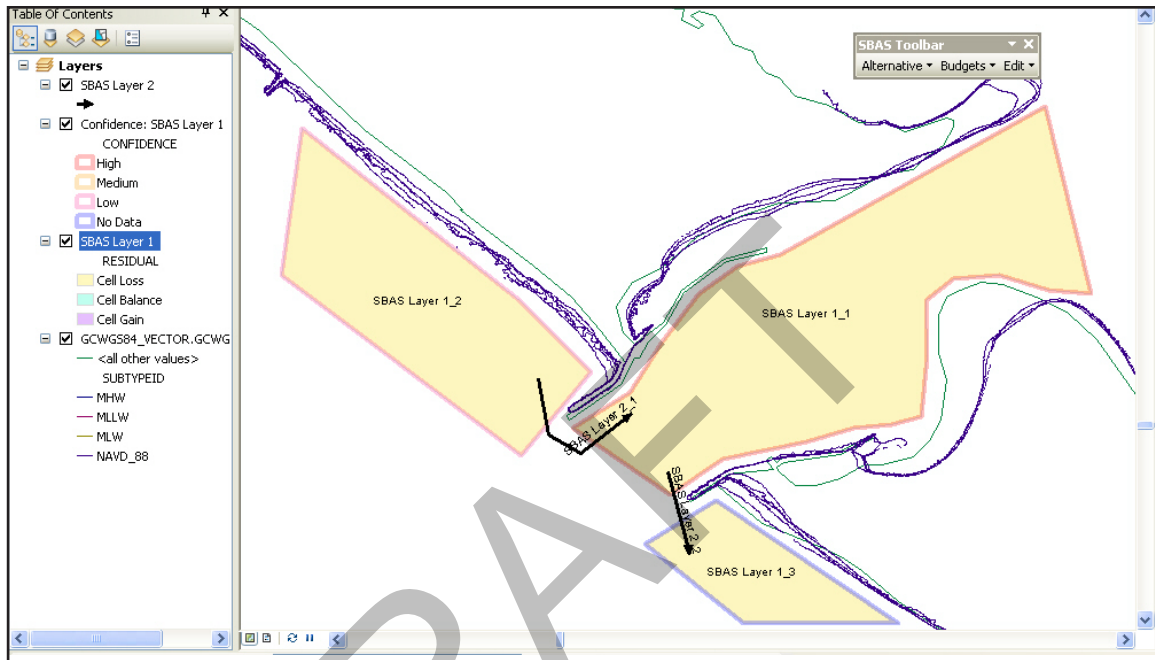 Table Of Contents
Layers
SBAS Layer 2
Confidence: SBAS Layer 1
CONFIDENCE
High
Medium
Low
No Data
SBAS Layer 1
RESIDUAL
Cell Loss
Cell Balance
Cell Gain
GCWGS84_VECTOR.GCWG
<all other values>
SUBTYPEID
MHW
MLLW
MLW
NAVD_88
SBAS Toolbar
Alternative Budgets Edit
SBAS Layer 1_2
SBAS Layer 1_1
SBAS Layer 2_1
SBAS Layer 2_2
SBAS Layer 1_3
DRAFT